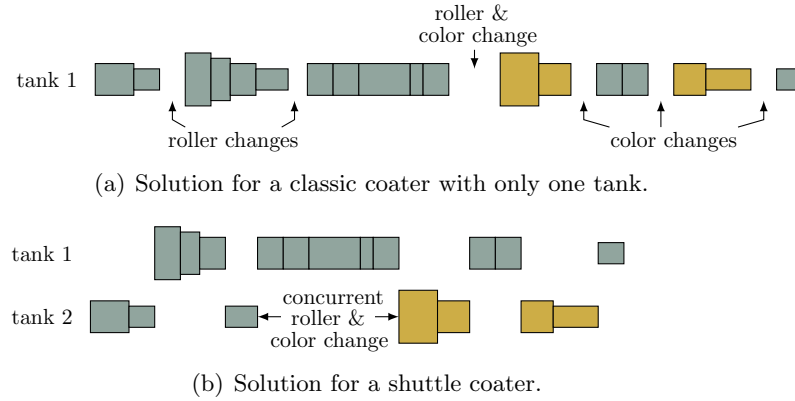 roller &
color change
tank 1
roller changes
color changes
(a) Solution for a classic coater with only one tank.
tank 1
tank 2
concurrent
roller &
color change
(b) Solution for a shuttle coater.